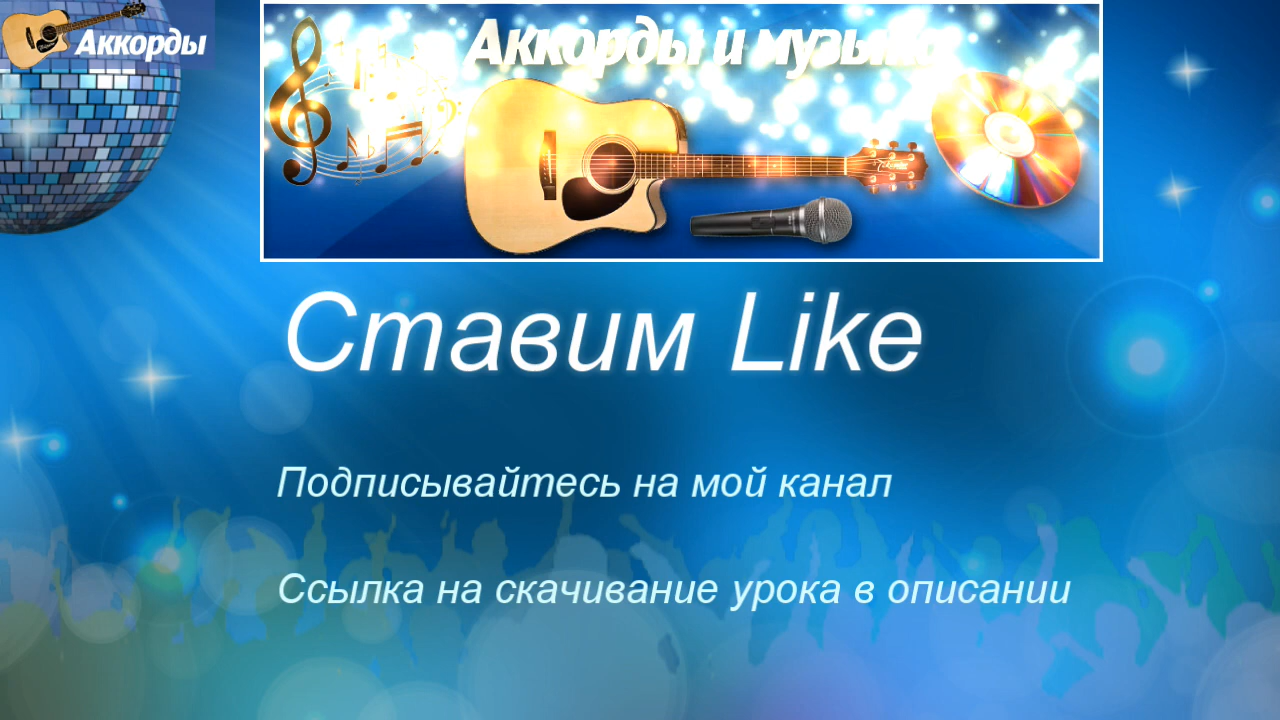 Аккорды
Аккорды и музыка
Ставим Like
Подписывайтесь на мой канал
Ссылка на скачивание урока в описании